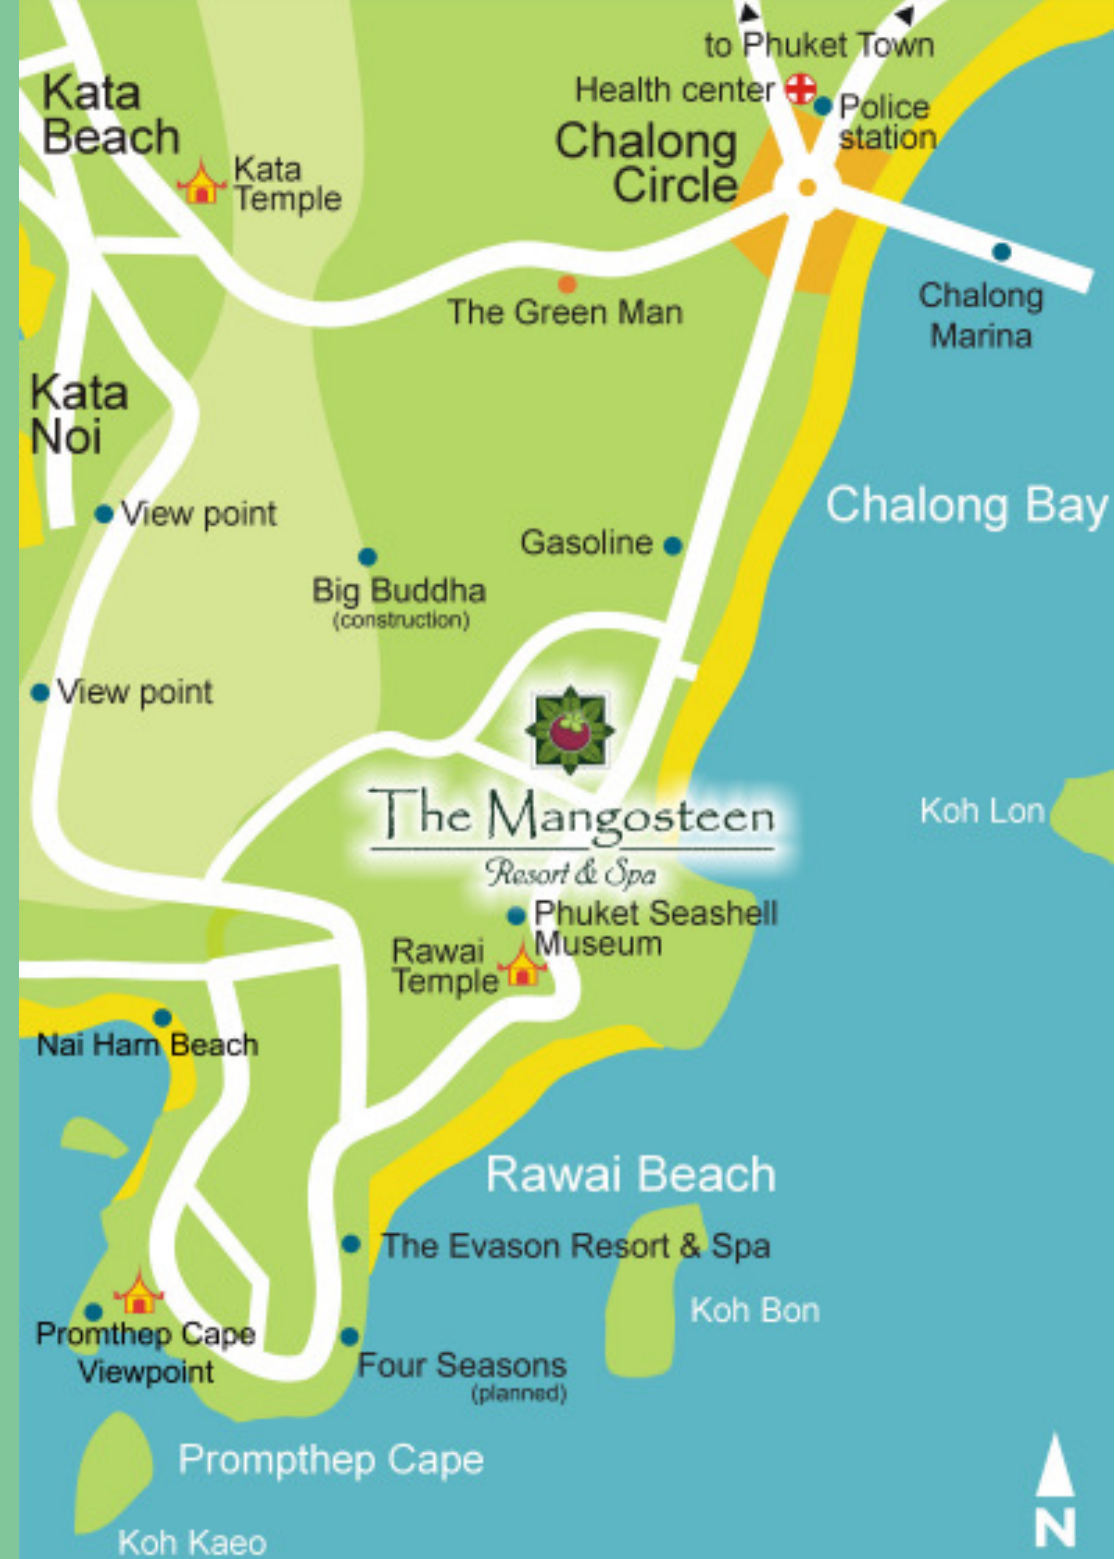 to Phuket Town
Health center
Police
station
Kata
Beach
Chalong
Circle
Kata
Temple
The Green Man
Chalong
Marina
Kata
Noi
View point
Chalong Bay
Gasoline
Big Buddha
(construction)
View point
The Mangosteen
Resort & Spa
Koh Lon
Phuket Seashell
Museum
Rawai
Temple
Nai Harn Beach
Rawai Beach
The Evason Resort & Spa
Koh Bon
Promthep Cape
Viewpoint
Four Seasons
(planned)
Prompthep Cape
Koh Kaeo
N